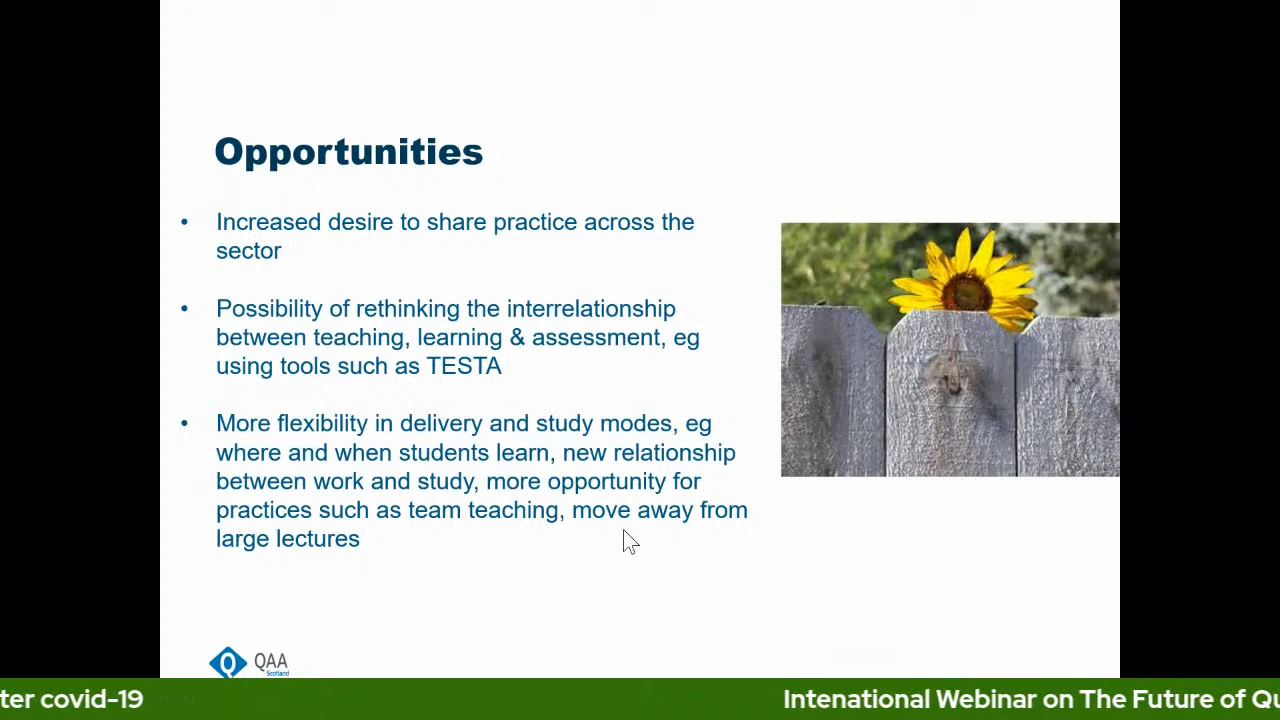 Opportunities
• Increased desire to share practice across the
sector
• Possibility of rethinking the interrelationship
between teaching, learning & assessment, eg
using tools such as TESTA
• More flexibility in delivery and study modes, eg
where and when students learn, new relationship
between work and study, more opportunity for
practices such as team teaching, move away from
large lectures
Q QAA
Scotland
ter covid-19 Intenational Webinar on The Future of Qu